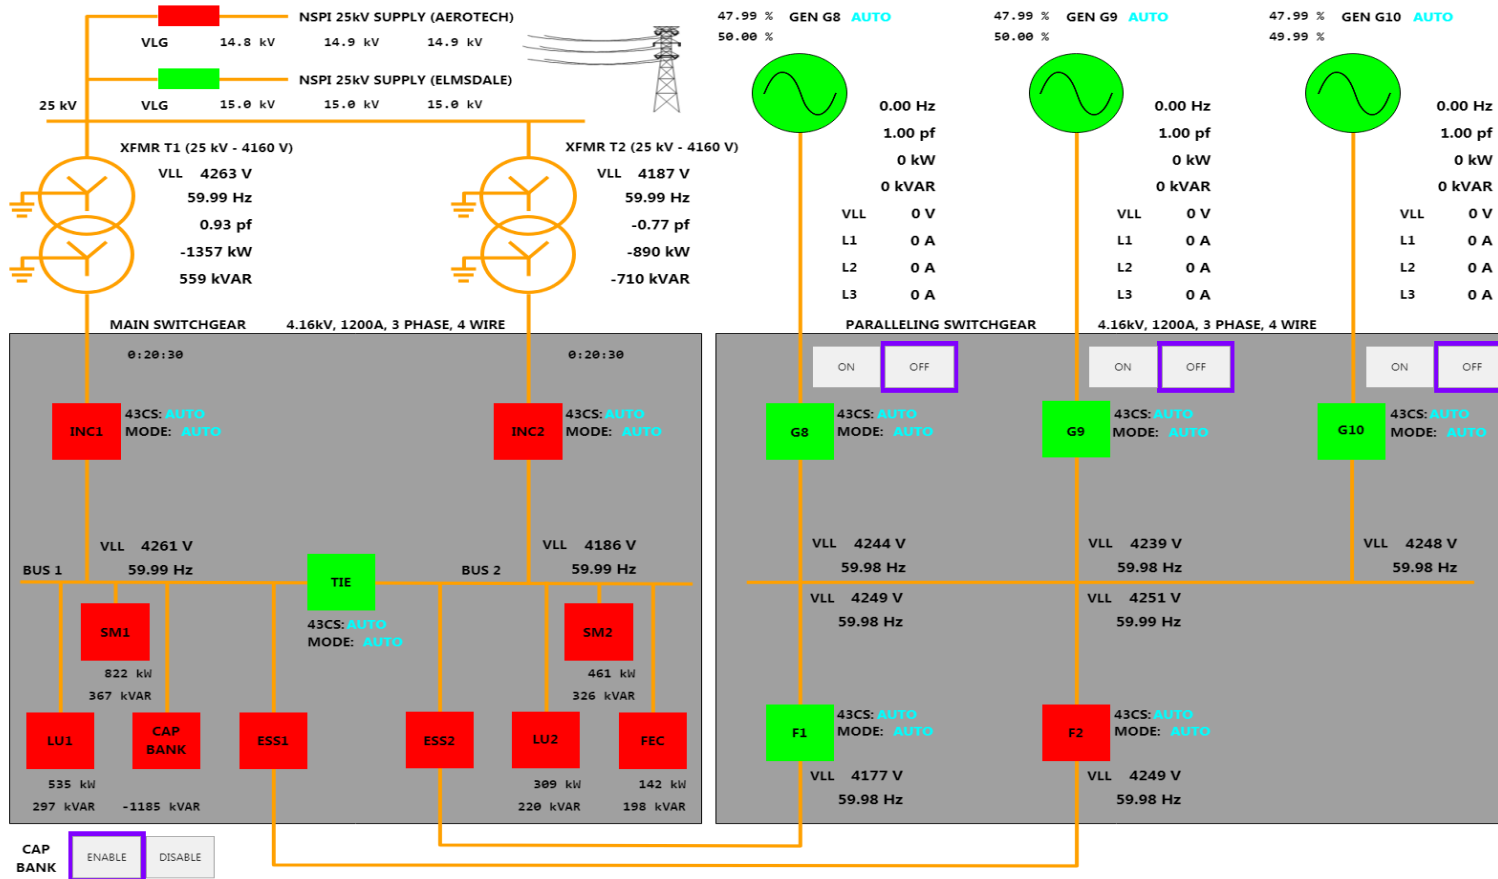 NSPI 25kV SUPPLY (AEROTECH)
VLG 14.8 kV 14.9 kV 14.9 kV
NSPI 25kV SUPPLY (ELMSDALE)
VLG 15.0 kV 15.0 kV 15.0 kV
25 kV
XFMR T1 (25 kV - 4160 V)
VLL 4263 V
59.99 Hz
0.93 pf
-1357 kW
559 kVAR
XFMR T2 (25 kV - 4160 V)
VLL 4187 V
59.99 Hz
-0.77 pf
-890 kW
-710 kVAR
47.99 % GEN G8 AUTO
50.00 %
0.00 Hz
1.00 pf
0 kW
0 kVAR
VLL 0 V
L1 0 A
L2 0 A
L3 0 A
47.99 % GEN G9 AUTO
50.00 %
0.00 Hz
1.00 pf
0 kW
0 kVAR
VLL 0 V
L1 0 A
L2 0 A
L3 0 A
47.99 % GEN G10 AUTO
49.99 %
0.00 Hz
1.00 pf
0 kW
0 kVAR
VLL 0 V
L1 0 A
L2 0 A
L3 0 A
MAIN SWITCHGEAR 4.16kV, 1200A, 3 PHASE, 4 WIRE
0:20:30 0:20:30
INC1
43CS: AUTO
MODE: AUTO
INC2
43CS: AUTO
MODE: AUTO
VLL 4261 V
59.99 Hz
BUS 1
TIE
43CS: AUTO
MODE: AUTO
BUS 2
VLL 4186 V
59.99 Hz
SM1
822 kW
367 kVAR
SM2
461 kW
326 kVAR
LU1
535 kW
297 kVAR
CAP
BANK
-1185 kVAR
ESS1
ESS2
LU2
309 kW
220 kVAR
FEC
142 kW
198 kVAR
CAP
BANK
ENABLE DISABLE
PARALLELING SWITCHGEAR 4.16kV, 1200A, 3 PHASE, 4 WIRE
ON OFF
ON OFF
ON OFF
G8
43CS: AUTO
MODE: AUTO
G9
43CS: AUTO
MODE: AUTO
G10
43CS: AUTO
MODE: AUTO
VLL 4244 V
59.98 Hz
VLL 4239 V
59.98 Hz
VLL 4248 V
59.98 Hz
VLL 4249 V
59.98 Hz
VLL 4251 V
59.99 Hz
F1
43CS: AUTO
MODE: AUTO
F2
43CS: AUTO
MODE: AUTO
VLL 4177 V
59.98 Hz
VLL 4249 V
59.98 Hz